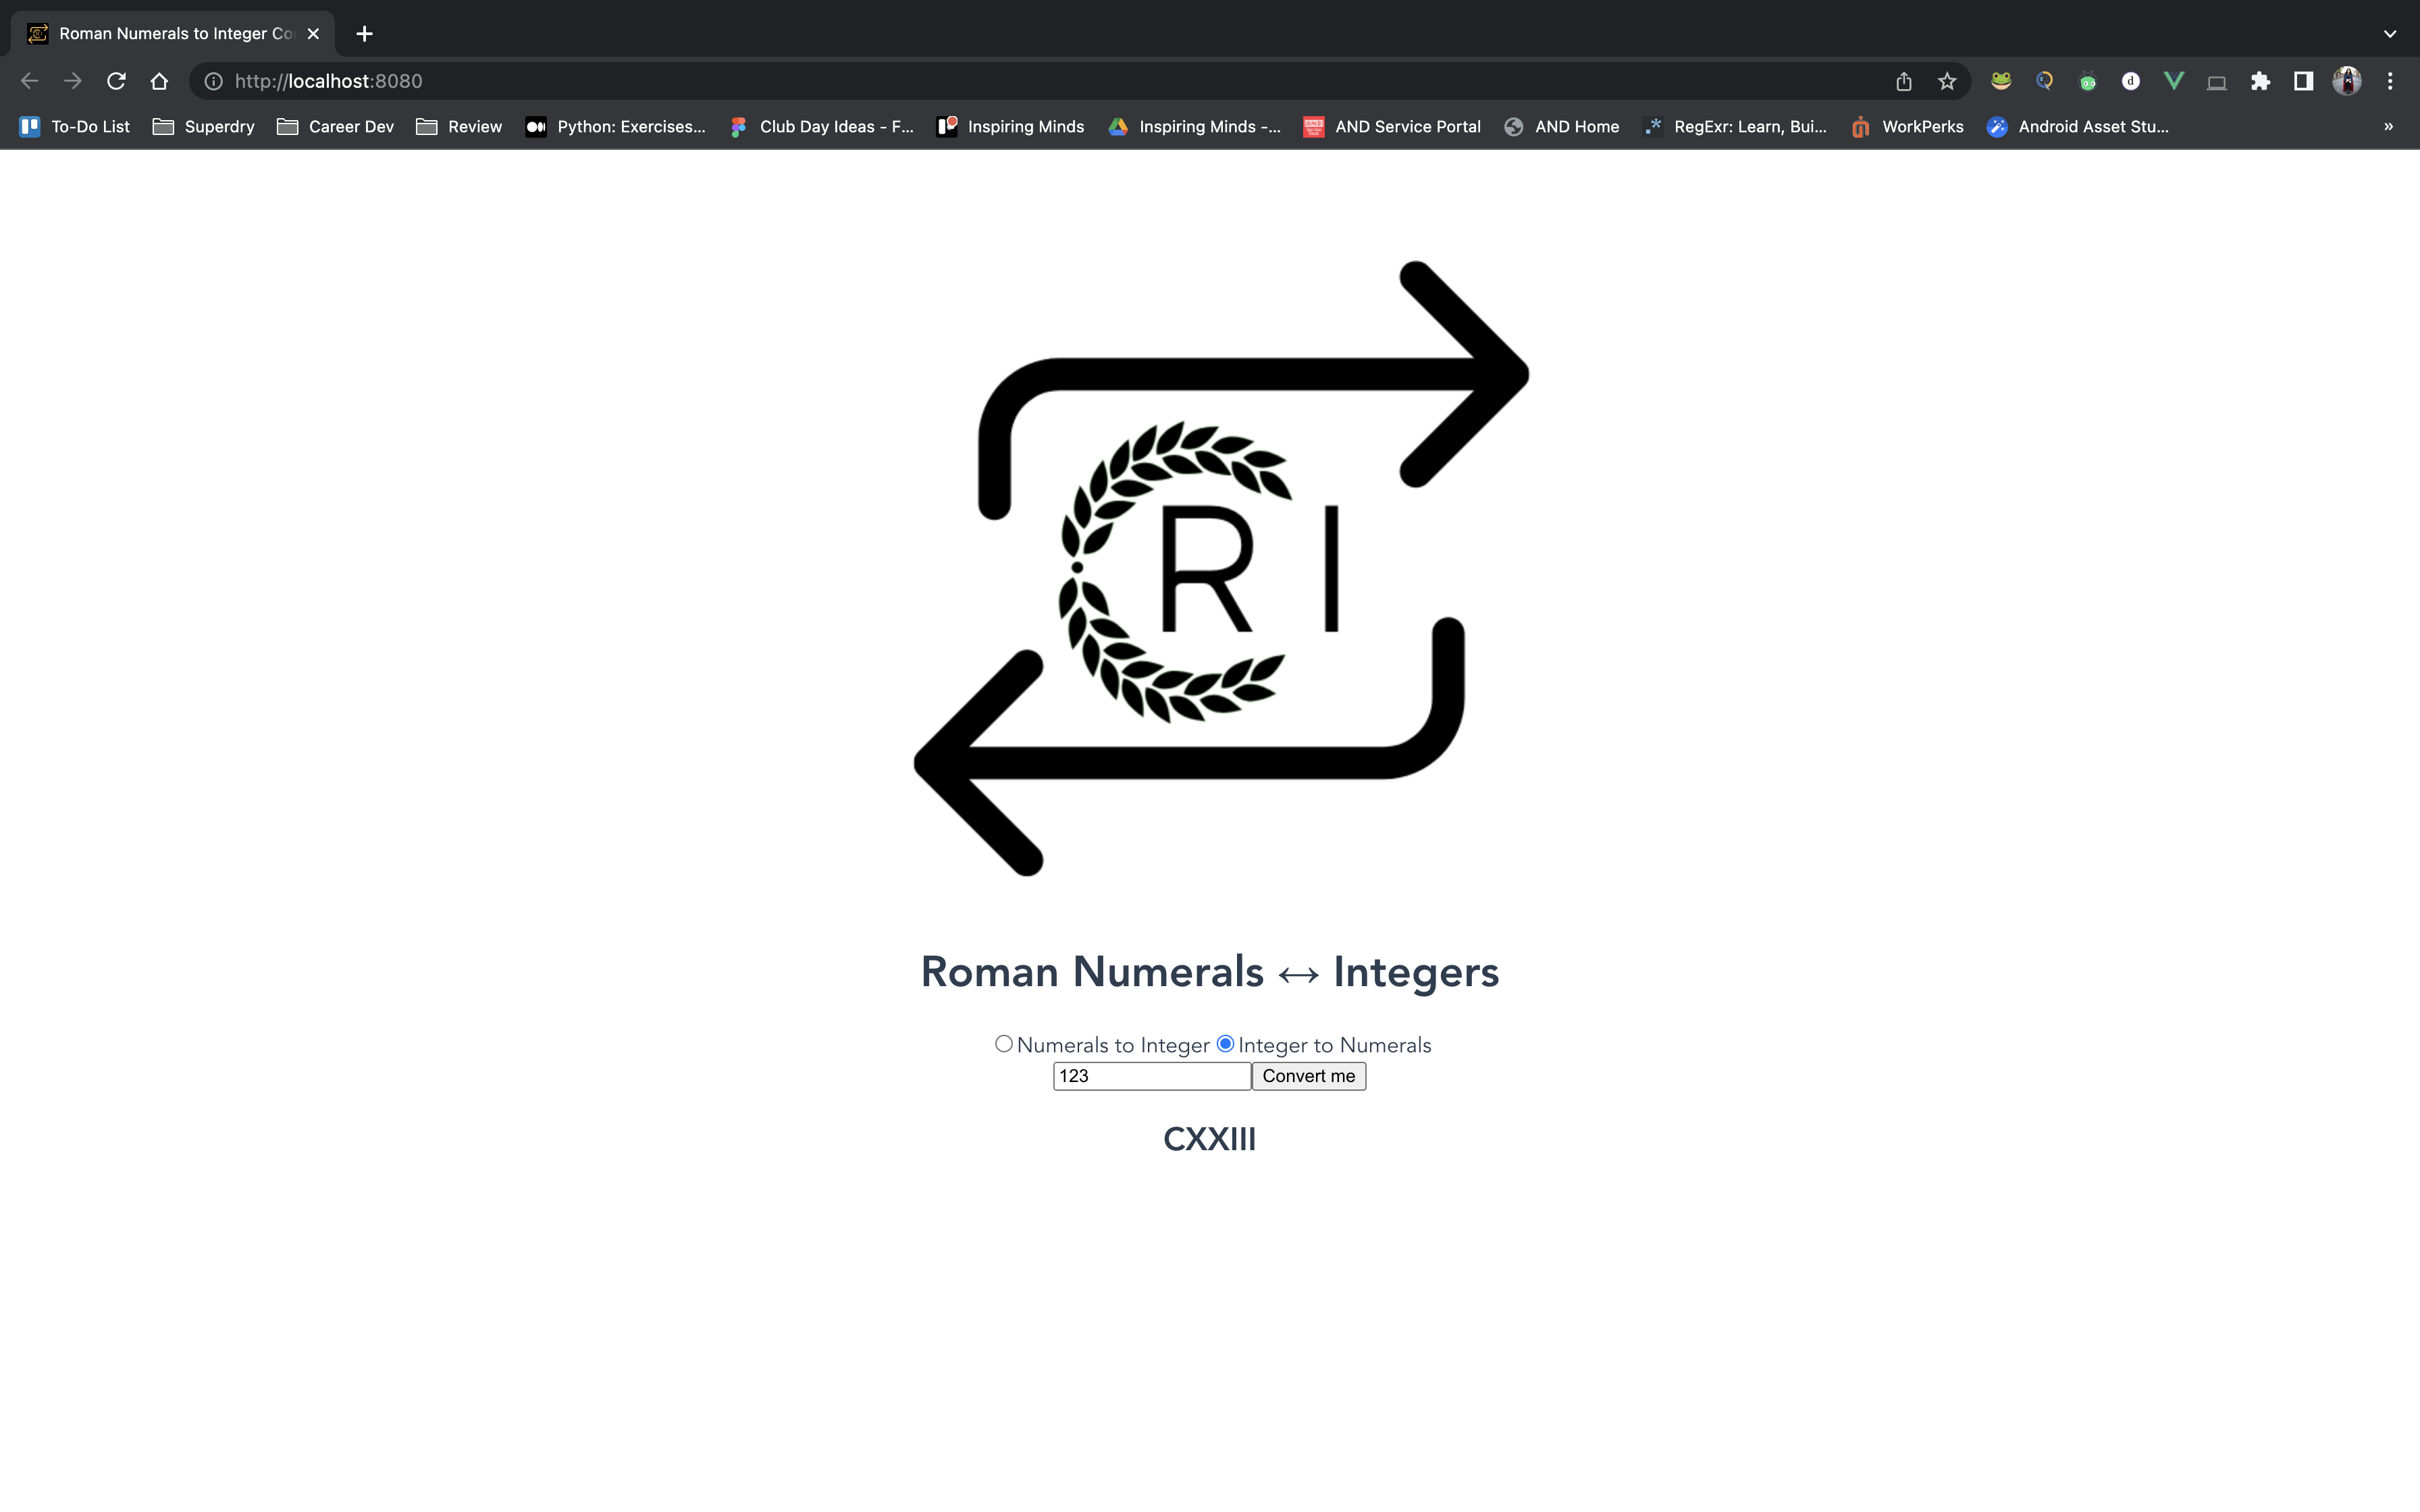 Roman Numerals to Integer Co
http://localhost:8080
To-Do List Superdry Career Dev Review Python: Exercises... Club Day Ideas - F... Inspiring Minds Inspiring Minds -... AND Service Portal AND Home RegExr: Learn, Bui... WorkPerks Android Asset Stu... »
R I
Roman Numerals ↔ Integers
Numerals to Integer Integer to Numerals
123 Convert me
CXXIII